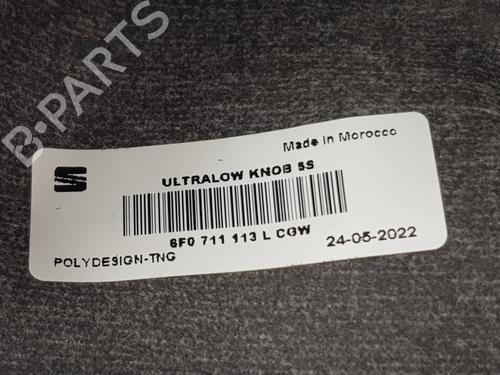 B-PARTS
Made in Morocco
ULTRALOW KNOB 5S
6F0 711 113 L CGW
POLYDESIGN-TNG
24-05-2022